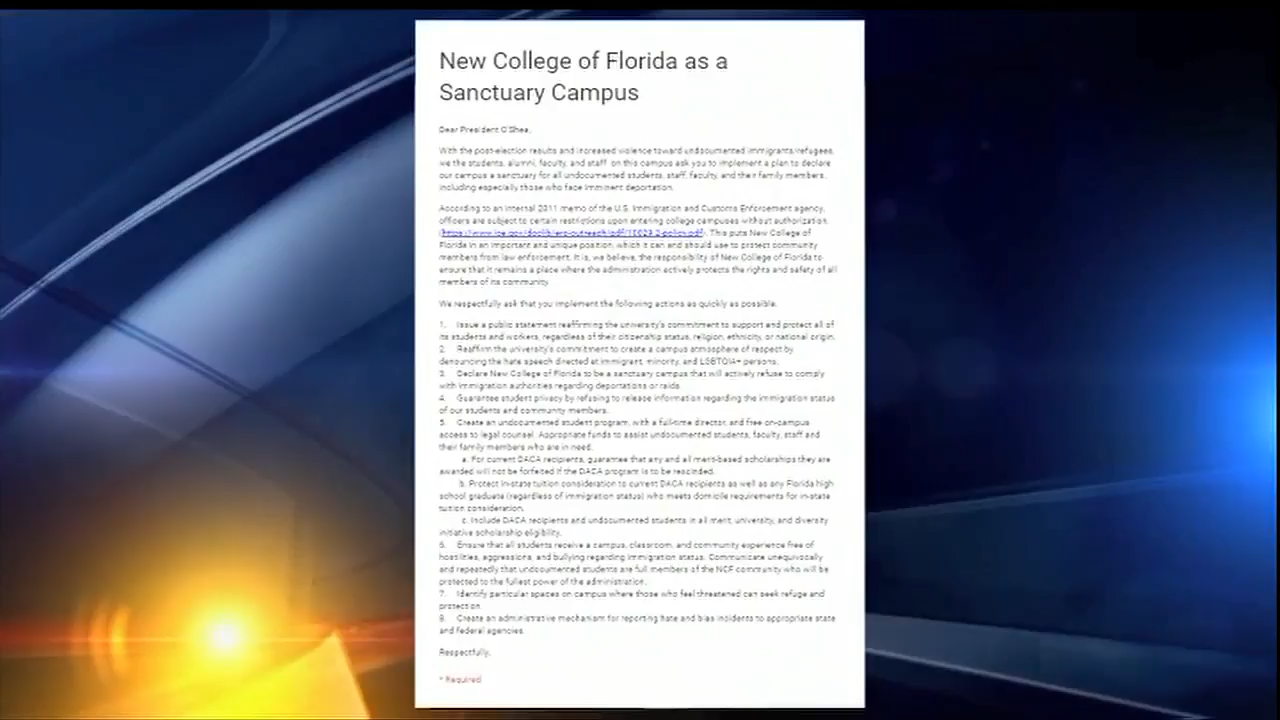 New College of Florida as a
Sanctuary Campus
Dear President O'Shea,
With the post-election results and increased violence toward undocumented immigrants/refugees,
we the students, alumni, faculty, and staff on this campus ask you to implement a plan to declare
our campus a sanctuary for all undocumented students, staff, faculty, and their family members,
including especially those who face imminent deportation.
According to an internal 2011 memo of the U.S. Immigration and Customs Enforcement agency,
officers are subject to certain restrictions upon entering college campuses without authorization
(https://www.ice.gov/doclib/ero-outreach/pdf/10029.2-policy.pdf). This puts New College of
Florida in an important and unique position, which it can and should use to protect community
members from law enforcement. It is, we believe, the responsibility of New College of Florida to
ensure that it remains a place where the administration actively protects the rights and safety of all
members of its community.
We respectfully ask that you implement the following actions as quickly as possible.
1. Issue a public statement reaffirming the university's commitment to support and protect all of
its students and workers, regardless of their citizenship status, religion, ethnicity, or national origin.
2. Reaffirm the university's commitment to create a campus atmosphere of respect by
denouncing the hate speech directed at immigrant, minority, and LGBTQIA+ persons.
3. Declare New College of Florida to be a sanctuary campus that will actively refuse to comply
with immigration authorities regarding deportations or raids.
4. Guarantee student privacy by refusing to release information regarding the immigration status
of our students and community members.
5. Create an undocumented student program, with a full-time director, and free on-campus
access to legal counsel. Appropriate funds to assist undocumented students, faculty, staff and
their family members who are in need.
a. For current DACA recipients, guarantee that any and all merit-based scholarships they are
awarded will not be forfeited if the DACA program is to be rescinded.
b. Protect in-state tuition consideration to current DACA recipients as well as any Florida high
school graduate (regardless of immigration status) who meets domicile requirements for in-state
tuition consideration.
c. Include DACA recipients and undocumented students in all merit, university, and diversity
initiative scholarship eligibility.
6. Ensure that all students receive a campus, classroom, and community experience free of
hostilities, aggressions, and bullying regarding immigration status. Communicate unequivocally
and repeatedly that undocumented students are full members of the NCF community who will be
protected to the fullest power of the administration.
7. Identify particular spaces on campus where those who feel threatened can seek refuge and
protection.
8. Create an administrative mechanism for reporting hate and bias incidents to appropriate state
and federal agencies.
Respectfully,
* Required